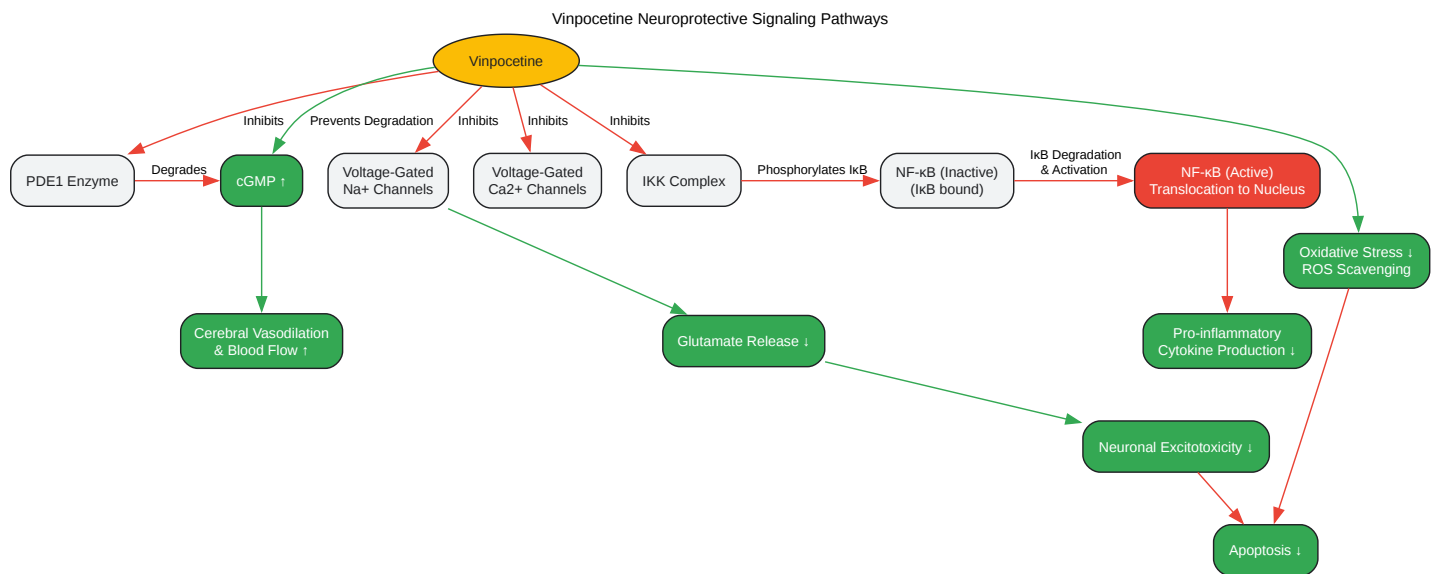 Vinpocetine Neuroprotective Signaling Pathways
Vinpocetine
Inhibits
Prevents Degradation
Inhibits
Inhibits
Inhibits
PDE1 Enzyme
Degrades
cGMP ↑
Voltage-Gated
Na+ Channels
Voltage-Gated
Ca2+ Channels
IKK Complex
Phosphorylates IκB
NF-κB (Inactive)
(IκB bound)
IκB Degradation
& Activation
NF-κB (Active)
Translocation to Nucleus
Oxidative Stress ↓
ROS Scavenging
Cerebral Vasodilation
& Blood Flow ↑
Glutamate Release ↓
Pro-inflammatory
Cytokine Production ↓
Neuronal Excitotoxicity ↓
Apoptosis ↓